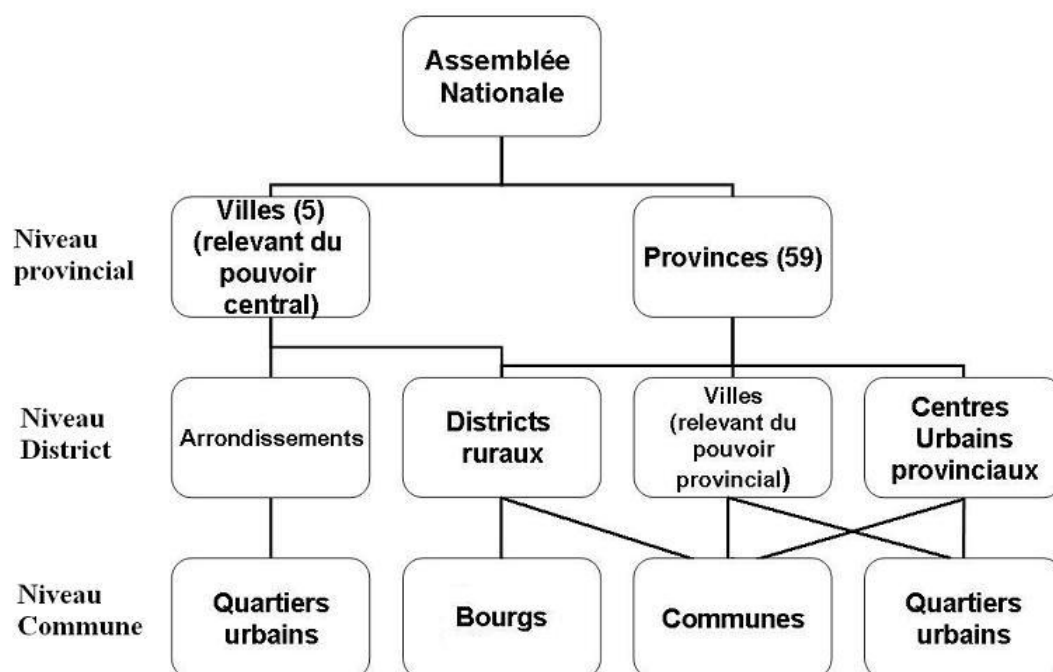 Assemblée
Nationale
Niveau
provincial
Villes (5)
(relevant du
pouvoir
central)
Provinces (59)
Niveau
District
Arrondissements
Districts
ruraux
Villes
(relevant du
pouvoir
provincial)
Centres
Urbains
provinciaux
Niveau
Commune
Quartiers
urbains
Bourgs
Communes
Quartiers
urbains